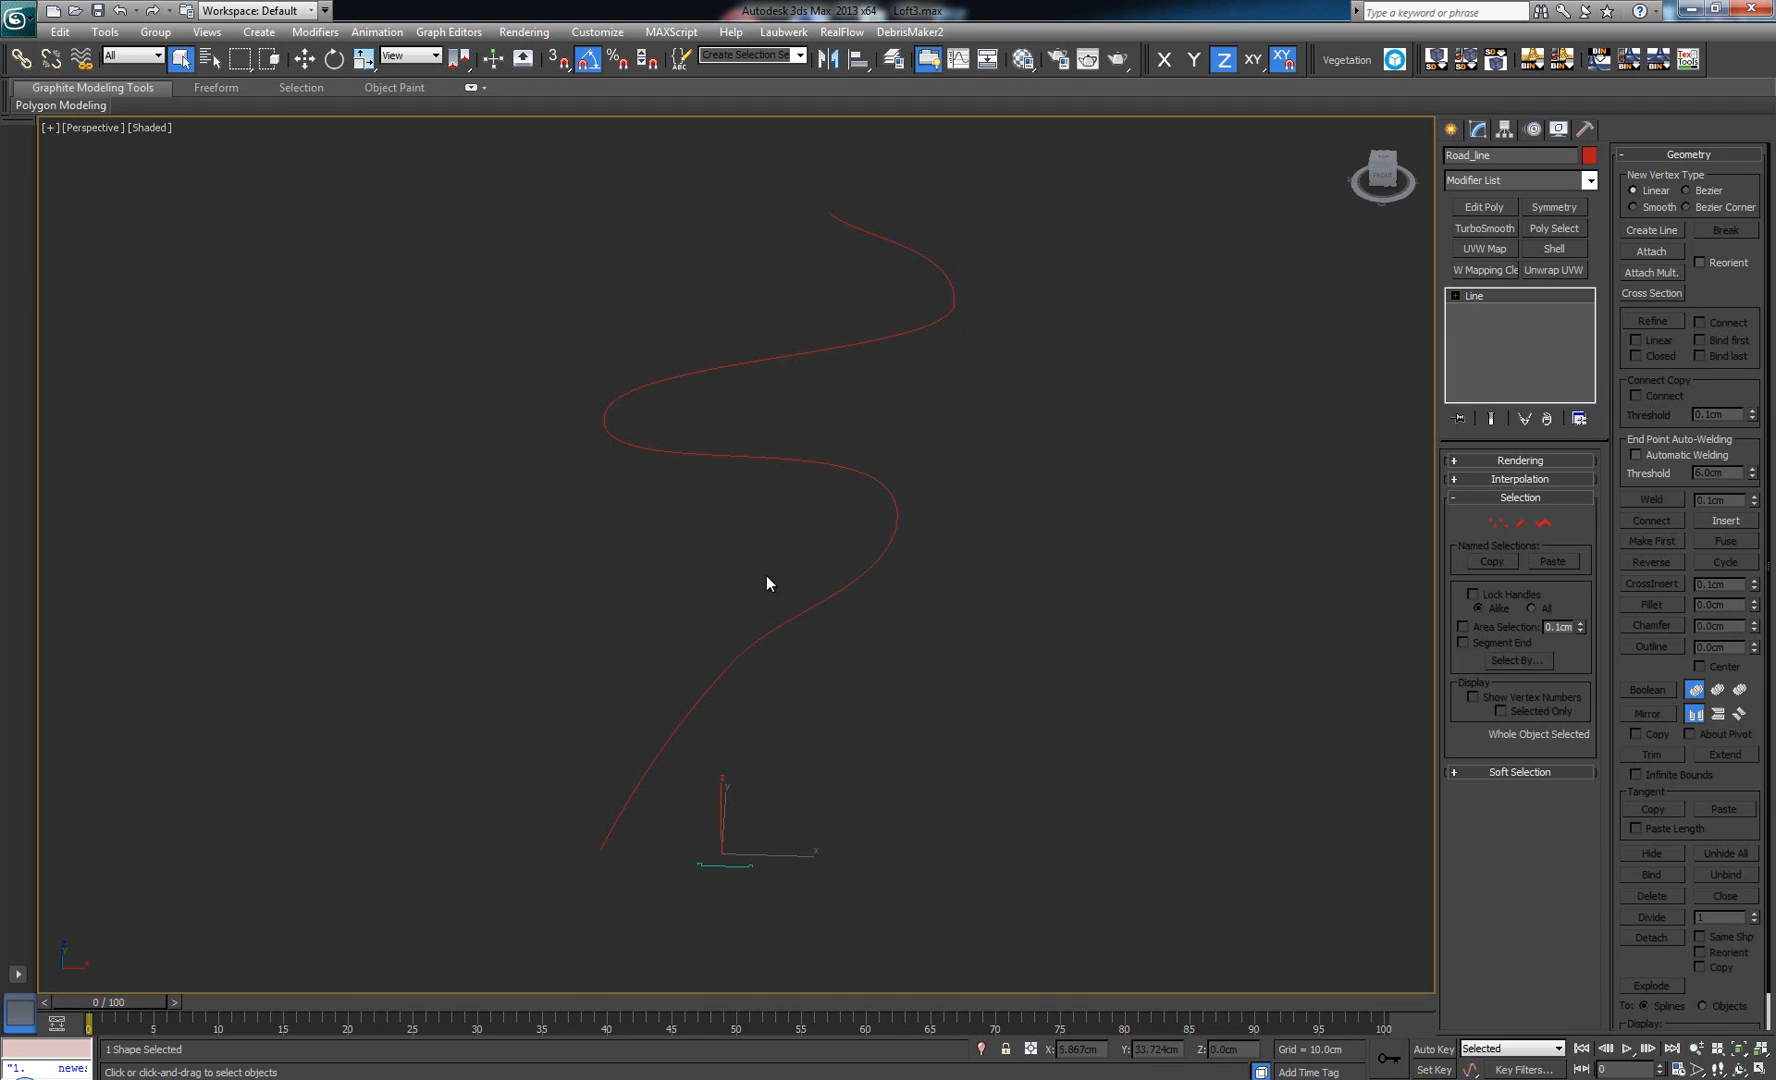 Workspace: Default
Autodesk 3ds Max 2013 x64 Loft3.max
Type a keyword or phrase
Edit Tools Group Views Create Modifiers Animation Graph Editors Rendering Customize MAXScript Help Laubwerk RealFlow DebrisMaker2
All View Create Selection Se X Y Z XY XY Vegetation
Graphite Modeling Tools Freeform Selection Object Paint
Polygon Modeling
[+] [Perspective] [Shaded]
Road_line
Modifier List
Edit Poly Symmetry
TurboSmooth Poly Select
UVW Map Shell
W Mapping Cle Unwrap UVW
Line
+ Rendering
+ Interpolation
- Selection
Named Selections:
Copy Paste
Lock Handles
Alike All
Area Selection: 0.1cm
Segment End
Select By...
Display
Show Vertex Numbers
Selected Only
Whole Object Selected
+ Soft Selection
- Geometry
New Vertex Type
Linear Bezier
Smooth Bezier Corner
Create Line Break
Attach
Reorient
Attach Mult.
Cross Section
Refine Connect
Linear Bind first
Closed Bind last
Connect Copy
Connect
Threshold 0.1cm
End Point Auto-Welding
Automatic Welding
Threshold 6.0cm
Weld 0.1cm
Connect Insert
Make First Fuse
Reverse Cycle
CrossInsert 0.1cm
Fillet 0.0cm
Chamfer 0.0cm
Outline 0.0cm
Center
Boolean
Mirror
Copy About Pivot
Trim Extend
Infinite Bounds
Tangent
Copy Paste
Paste Length
Hide Unhide All
Bind Unbind
Delete Close
Divide 1
Detach Same Shp
Reorient
Copy
Explode
To: Splines Objects
Display:
z
y
x
< 0 / 100 >
0 5 10 15 20 25 30 35 40 45 50 55 60 65 70 75 80 85 90 95 100
1 Shape Selected X: 5.867cm Y: 33.724cm Z: 0.0cm Grid = 10.0cm Auto Key Selected
"1. newe: Click or click-and-drag to select objects Add Time Tag Set Key Key Filters... 0